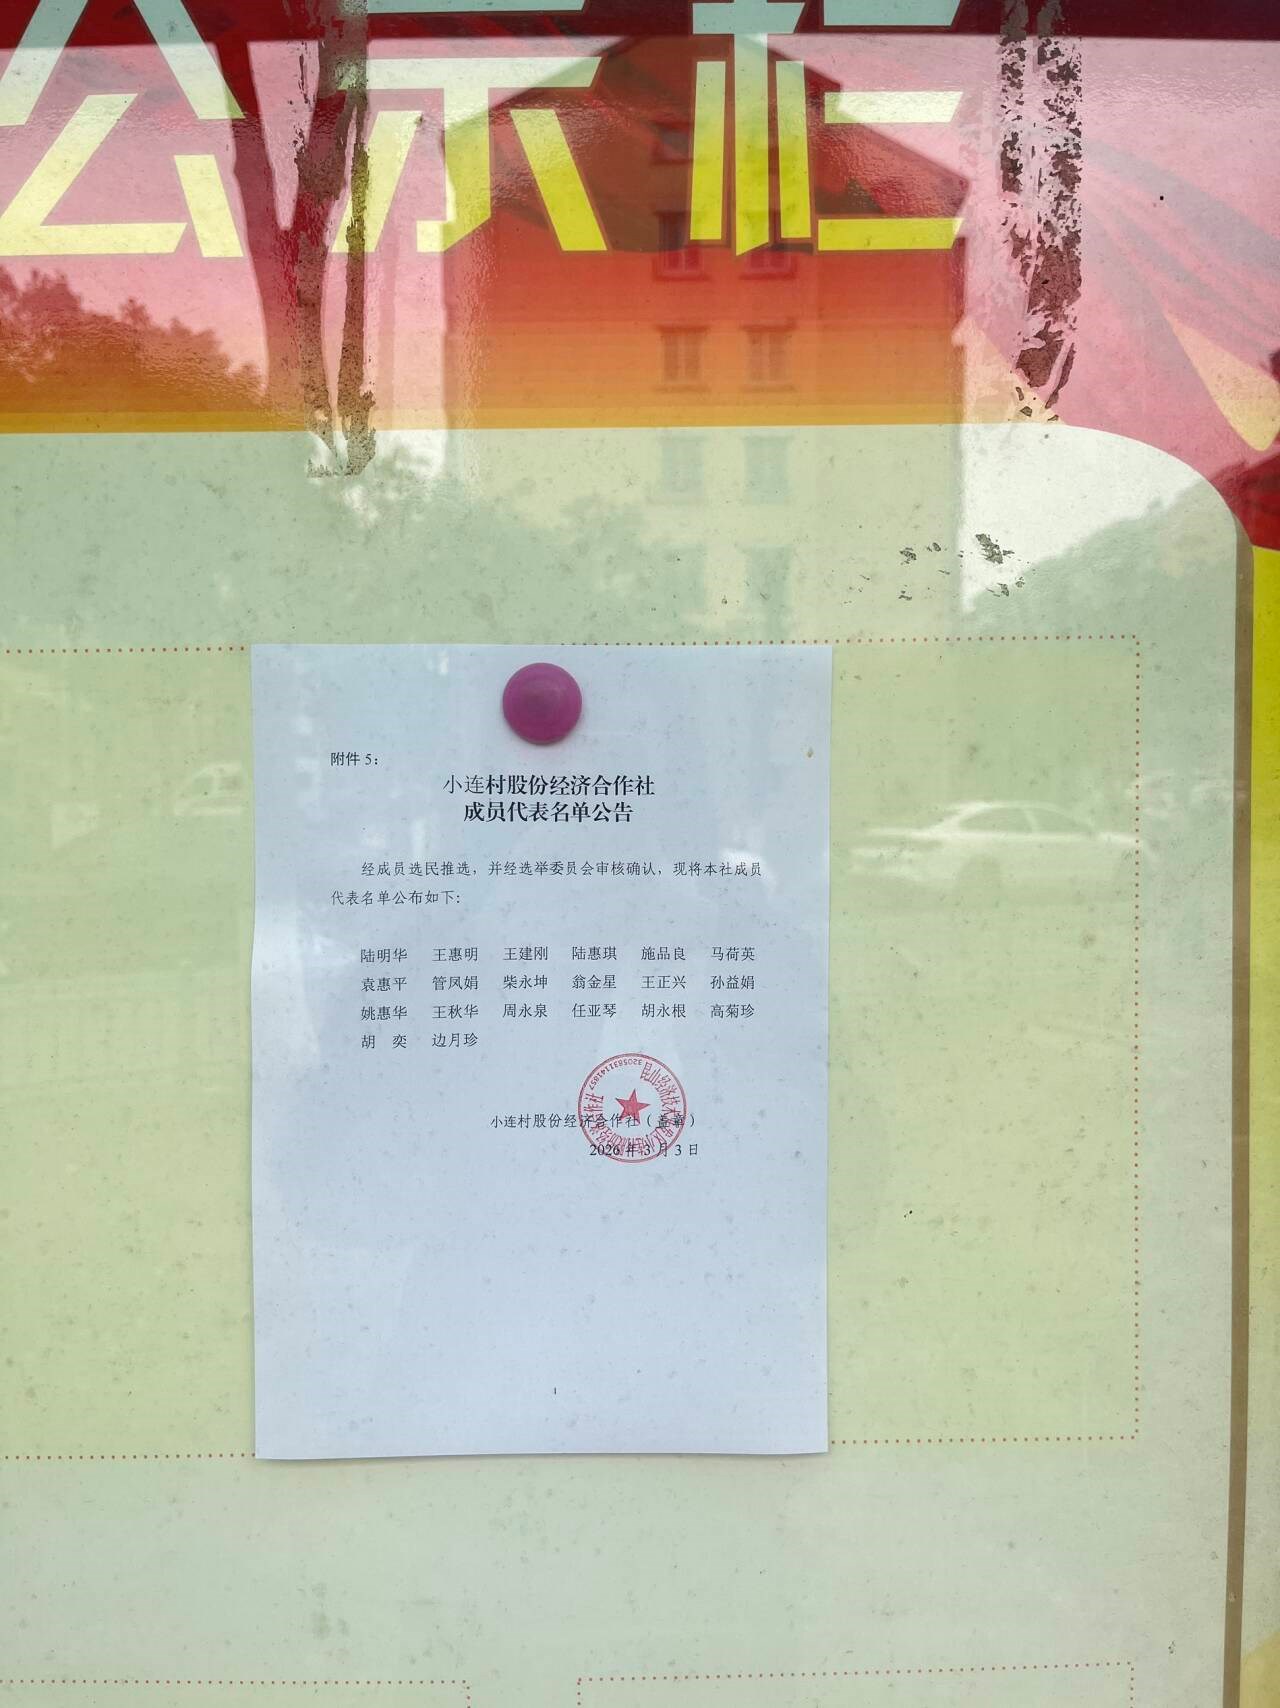 公示栏
附件 5：
小连村股份经济合作社
成员代表名单公告
经成员选民推选，并经选举委员会审核确认，现将本社成员
代表名单公布如下：
陆明华 王惠明 王建刚 陆惠琪 施品良 马荷英
袁惠平 管凤娟 柴永坤 翁金星 王正兴 孙益娟
姚惠华 王秋华 周永泉 任亚琴 胡永根 高菊珍
胡 奕 边月珍
小连村股份经济合作社（盖章）
2026 年 3 月 3 日
3205831141857
1